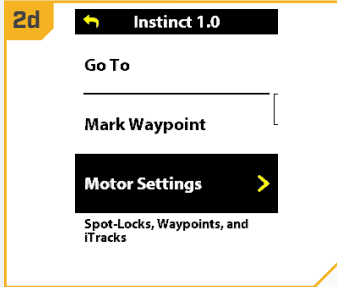 2d
Instinct 1.0
Go To
Mark Waypoint
Motor Settings
Spot-Locks, Waypoints, and
iTracks